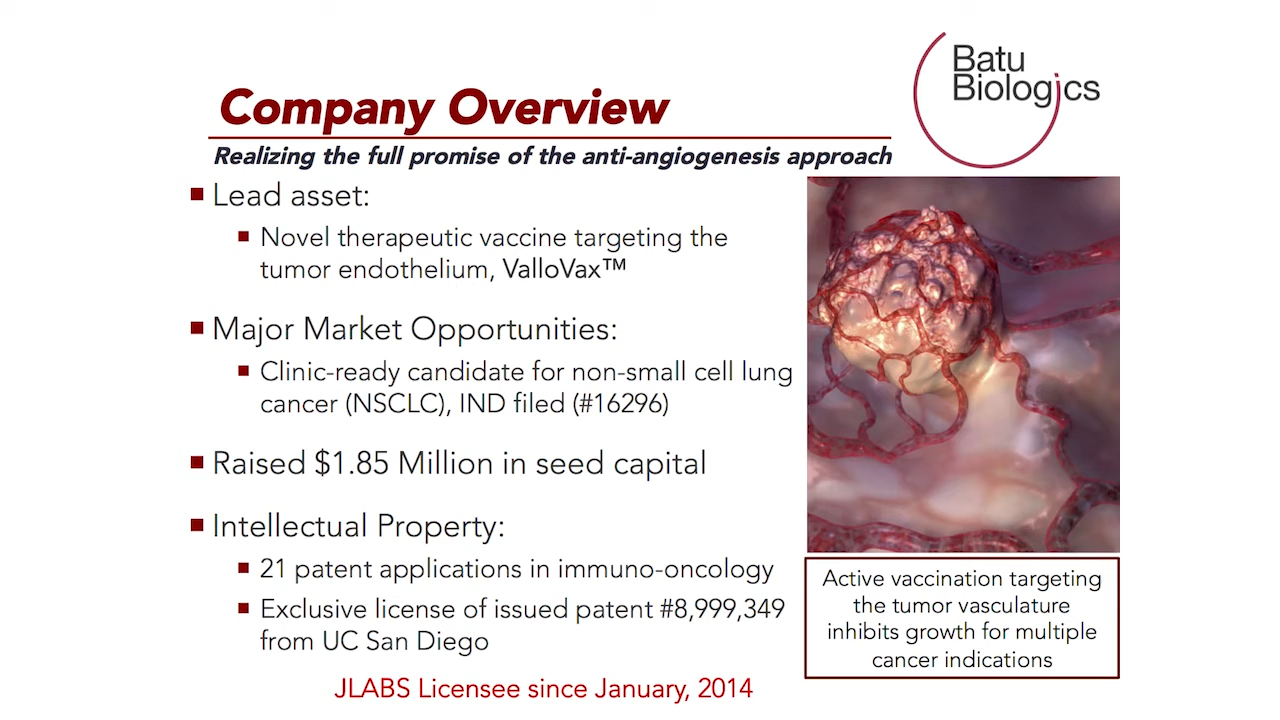 Batu
Biologics
Company Overview
Realizing the full promise of the anti-angiogenesis approach
Lead asset:
Novel therapeutic vaccine targeting the
tumor endothelium, ValloVax™
Major Market Opportunities:
Clinic-ready candidate for non-small cell lung
cancer (NSCLC), IND filed (#16296)
Raised $1.85 Million in seed capital
Intellectual Property:
21 patent applications in immuno-oncology
Exclusive license of issued patent #8,999,349
from UC San Diego
JLABS Licensee since January, 2014
Active vaccination targeting
the tumor vasculature
inhibits growth for multiple
cancer indications